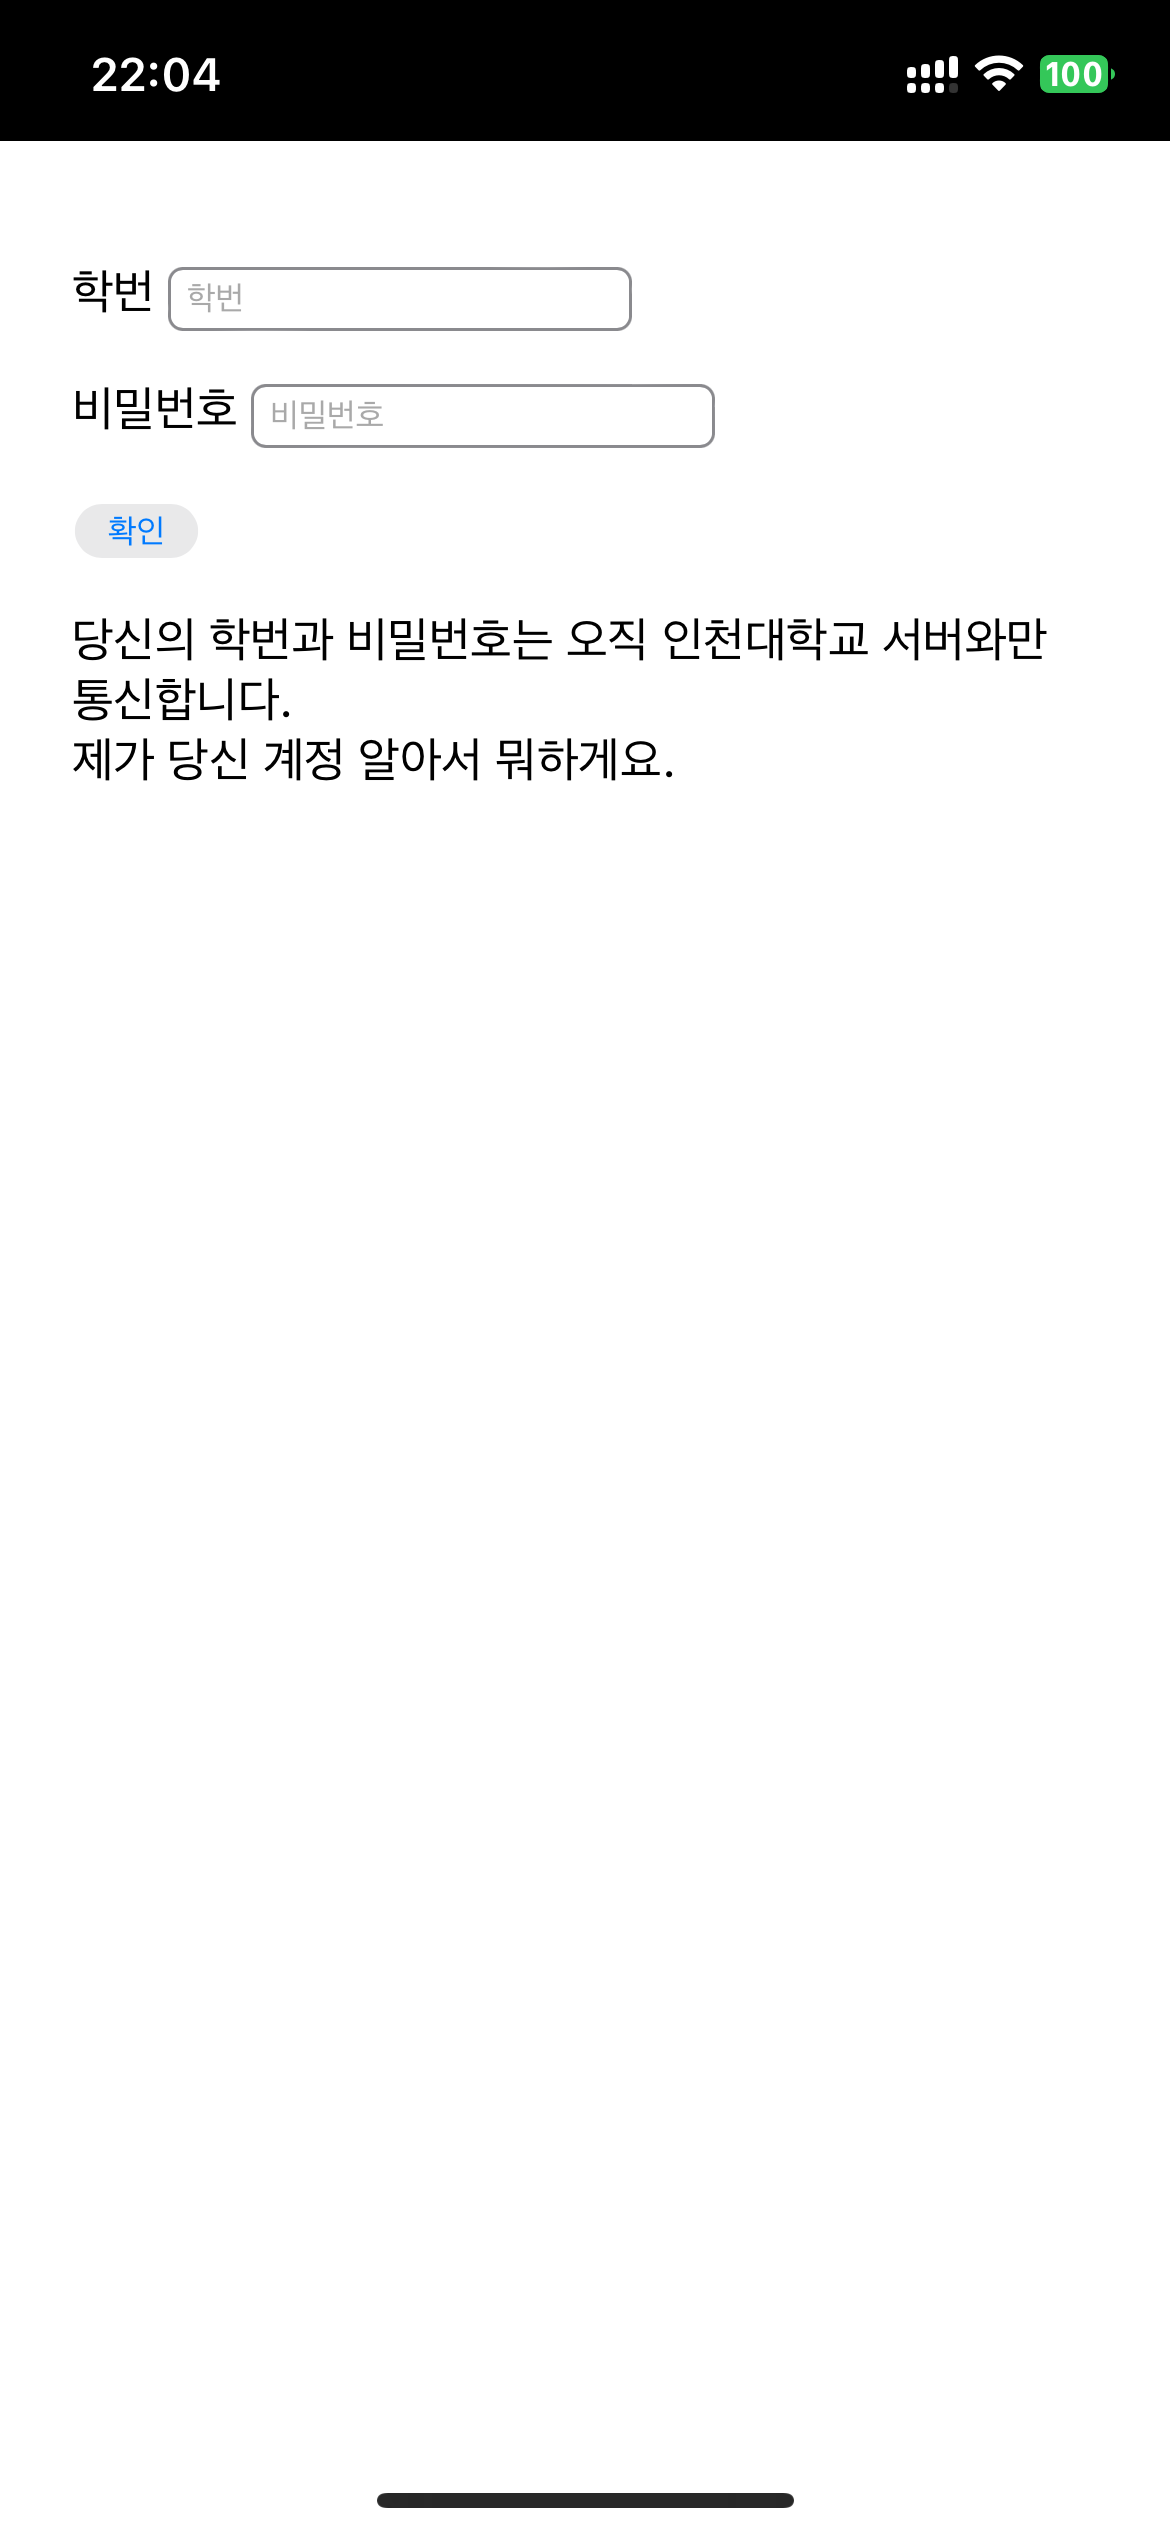 22:04 100
학번 학번
비밀번호 비밀번호
확인
당신의 학번과 비밀번호는 오직 인천대학교 서버와만
통신합니다.
제가 당신 계정 알아서 뭐하게요.